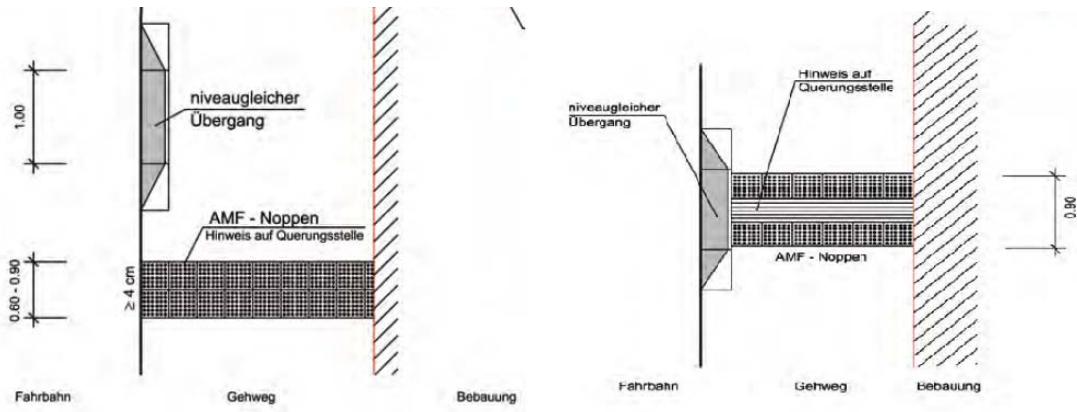 1.00
niveaugleicher
Übergang
AMF - Noppen
Hinweis auf Querungsstelle
0.60 - 0.90
≥ 4 cm
Fahrbahn
Gehweg
Bebauung
Hinweis auf
Querungsstelle
niveaugleicher
Übergang
AMF - Noppen
0.90
Fahrbahn
Gehweg
Bebauung